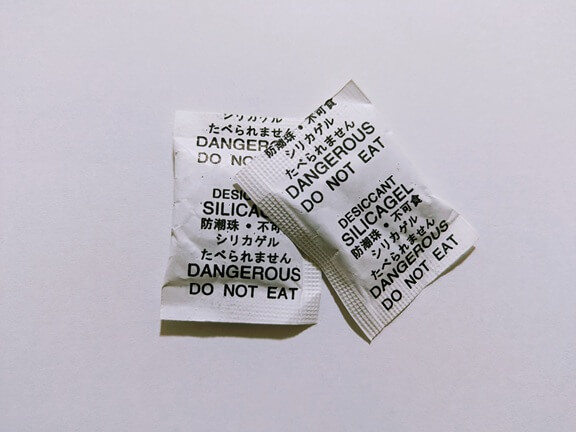 シリカゲル
たべられません
DANGEROUS
DO NOT EAT
DESICCANT
SILICAGEL
防潮珠・不可食
シリカゲル
たべられません
DANGEROUS
DO NOT EAT
防潮珠・不可食
シリカゲル
たべられません
DANGEROUS
DO NOT EAT
DESICCANT
SILICAGEL
防潮珠・不可食
シリカゲル
たべられません
DANGEROUS
DO NOT EAT